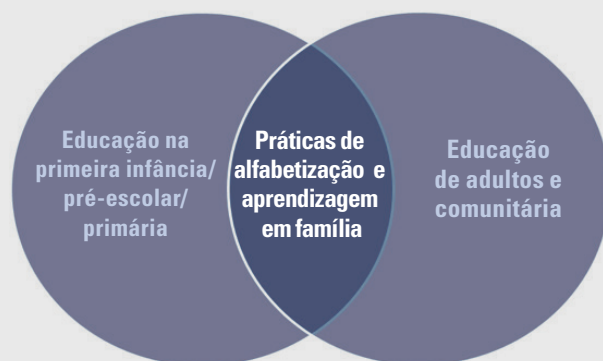 Educação na
primeira infância/
pré-escolar/
primária
Práticas de
alfabetização e
aprendizagem
em família
Educação
de adultos e
comunitária